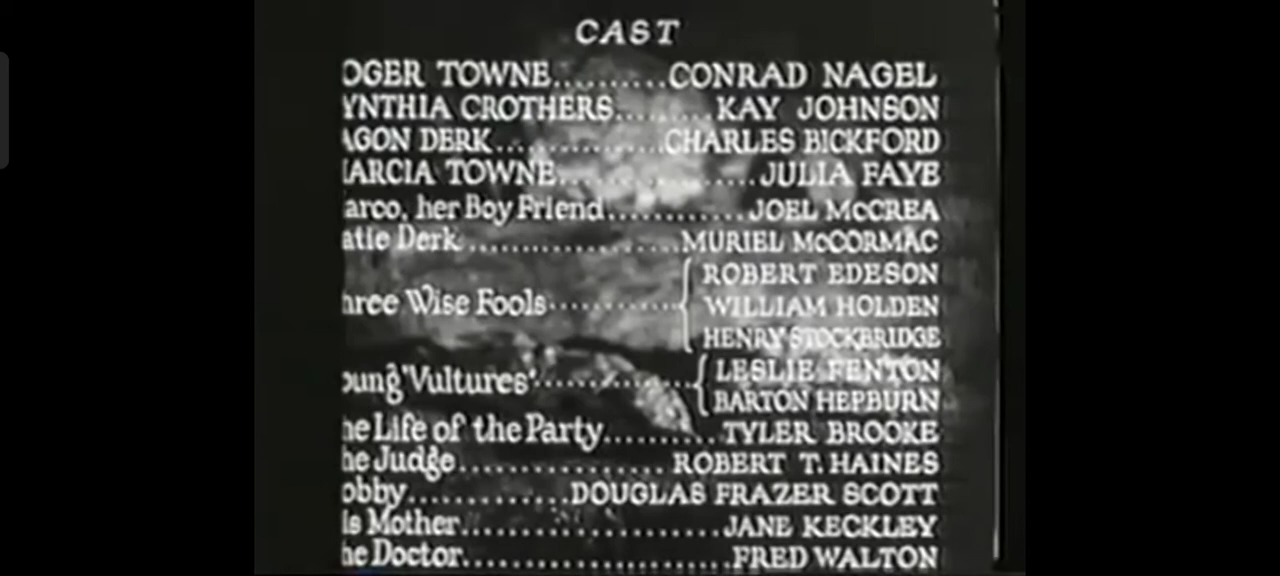 CAST
OGER TOWNE..........CONRAD NAGEL
YNTHIA CROTHERS.........KAY JOHNSON
AGON DERK................CHARLES BICKFORD
ARCIA TOWNE.................JULIA FAYE
arco, her Boy Friend............JOEL McCREA
atie Derk....................MURIEL McCORMAC
ROBERT EDESON
hree Wise Fools............WILLIAM HOLDEN
HENRY STOCKBRIDGE
LESLIE FENTON
oung "Vultures"................
BARTON HEPBURN
he Life of the Party..........TYLER BROOKE
he Judge................ROBERT T. HAINES
obby.............DOUGLAS FRAZER SCOTT
is Mother......................JANE KECKLEY
he Doctor.......................FRED WALTON